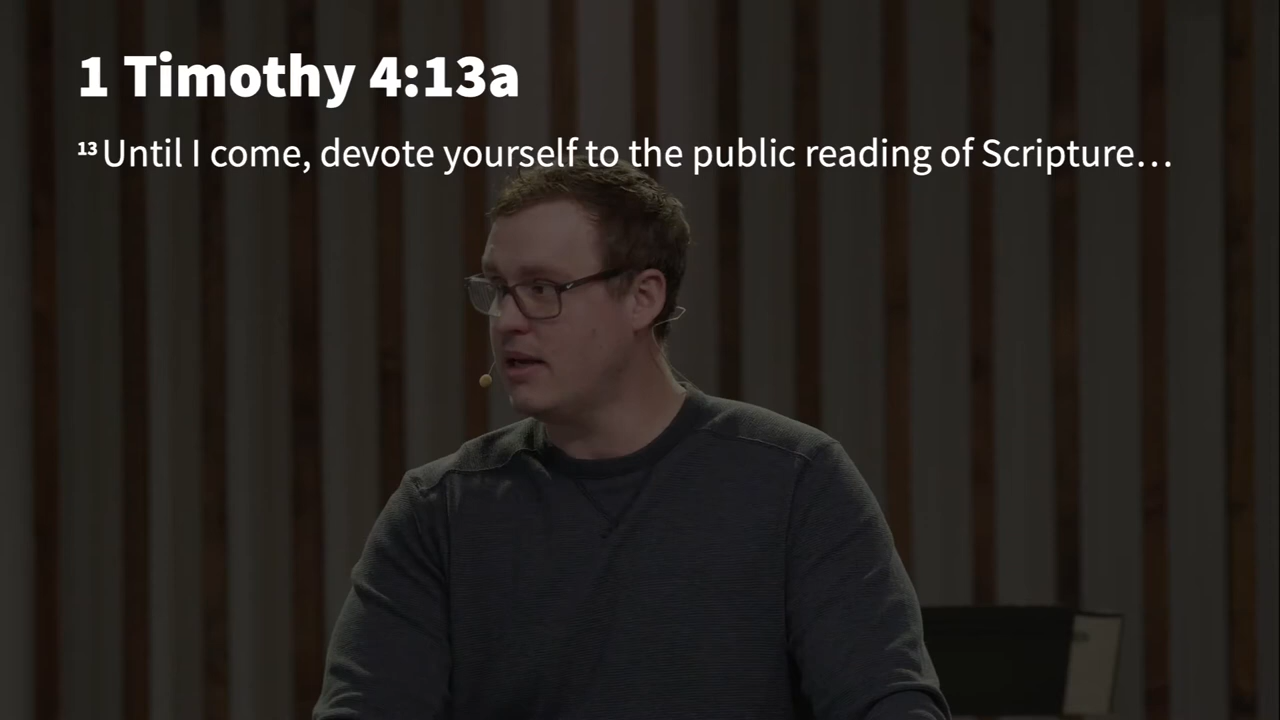 1 Timothy 4:13a
13 Until I come, devote yourself to the public reading of Scripture…